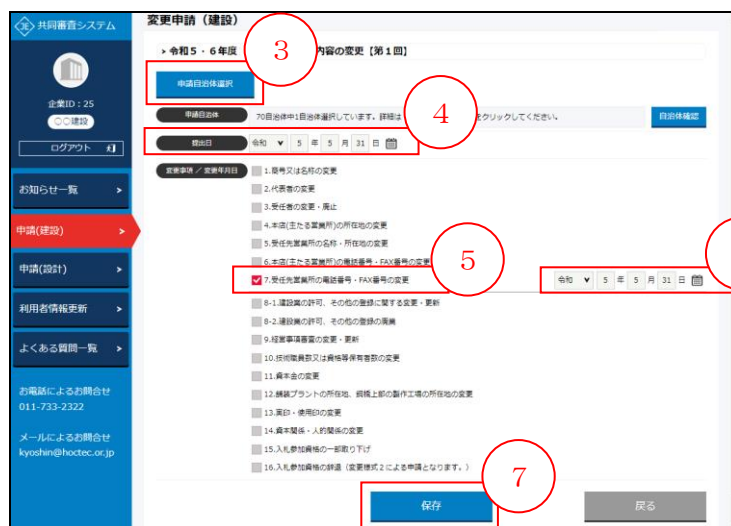 共同審査システム
企業ID:25
〇〇建設
ログアウト
お知らせ一覧 >
申請(建設) >
申請(設計) >
利用者情報更新 >
よくある質問一覧 >
お電話によるお問合せ
011-733-2322
メールによるお問合せ
kyoshin@hoctec.or.jp
変更申請(建設)
> 令和5・6年度
内容の変更【第1回】
3
申請自治体選択
申請自治体
70自治体中1自治体選択しています。詳細は
をクリックしてください。
自治体確認
4
提出日
令和 5 年 5 月 31 日
変更事項 / 変更年月日
1.商号又は名称の変更
2.代表者の変更
3.受任者の変更・廃止
4.本店(主たる営業所)の所在地の変更
5.受任先営業所の名称・所在地の変更
6.本店(主たる営業所)の電話番号・FAX番号の変更
7.受任先営業所の電話番号・FAX番号の変更
5
令和 5 年 5 月 31 日
8-1.建設業の許可、その他の登録に関する変更・更新
8-2.建設業の許可、その他の登録の廃業
9.経営事項審査の変更・更新
10.技術職員数又は資格等保有者数の変更
11.資本金の変更
12.舗装プラントの所在地、鋼橋上部の製作工場の所在地の変更
13.実印・使用印の変更
14.資本関係・人的関係の変更
15.入札参加資格の一部取り下げ
16.入札参加資格の辞退(変更様式2による申請となります。)
7
保存
戻る